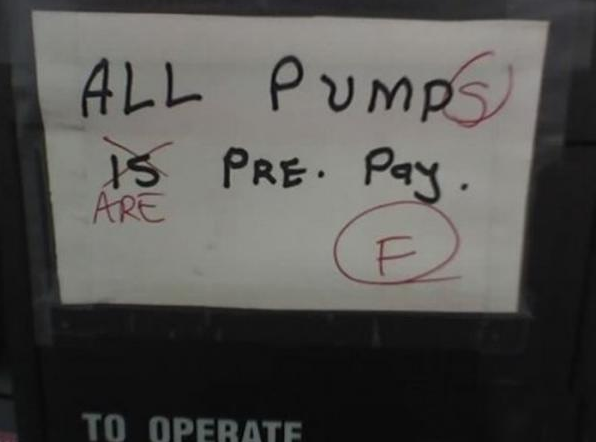 ALL PUMPS
IS PRE. Pay.
ARE
F
TO OPERATE